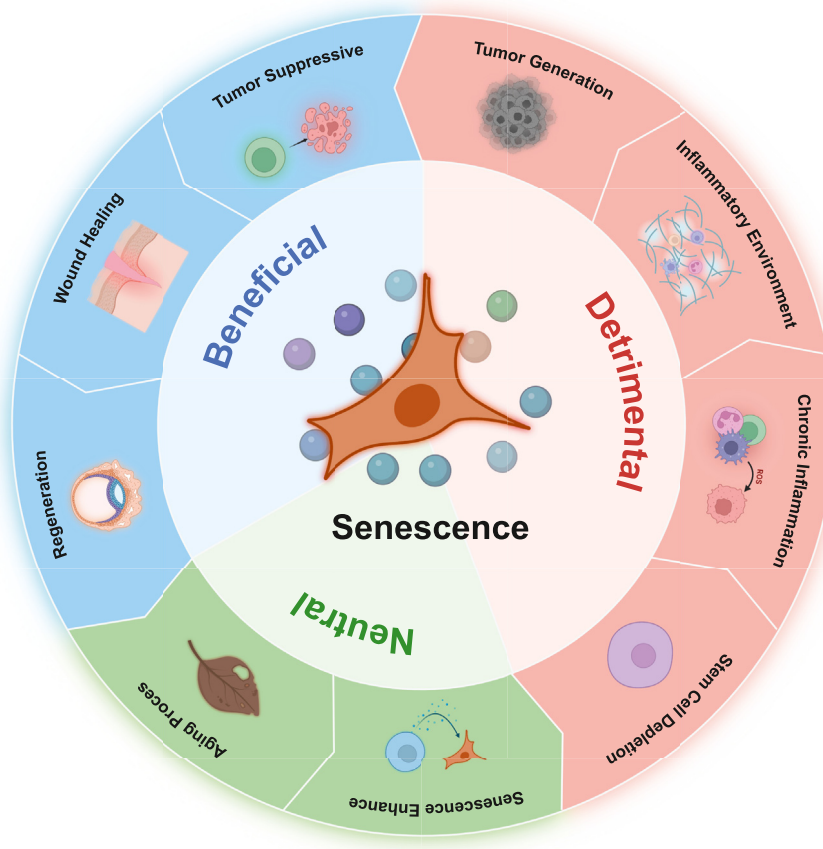 Tumor Suppressive
Tumor Generation
Inflammatory Environment
Wound Healing
Beneficial
Detrimental
Chronic Inflammation
ROS
Regeneration
Senescence
Neutral
Stem Cell Depletion
Aging Proces
Senescence Enhance